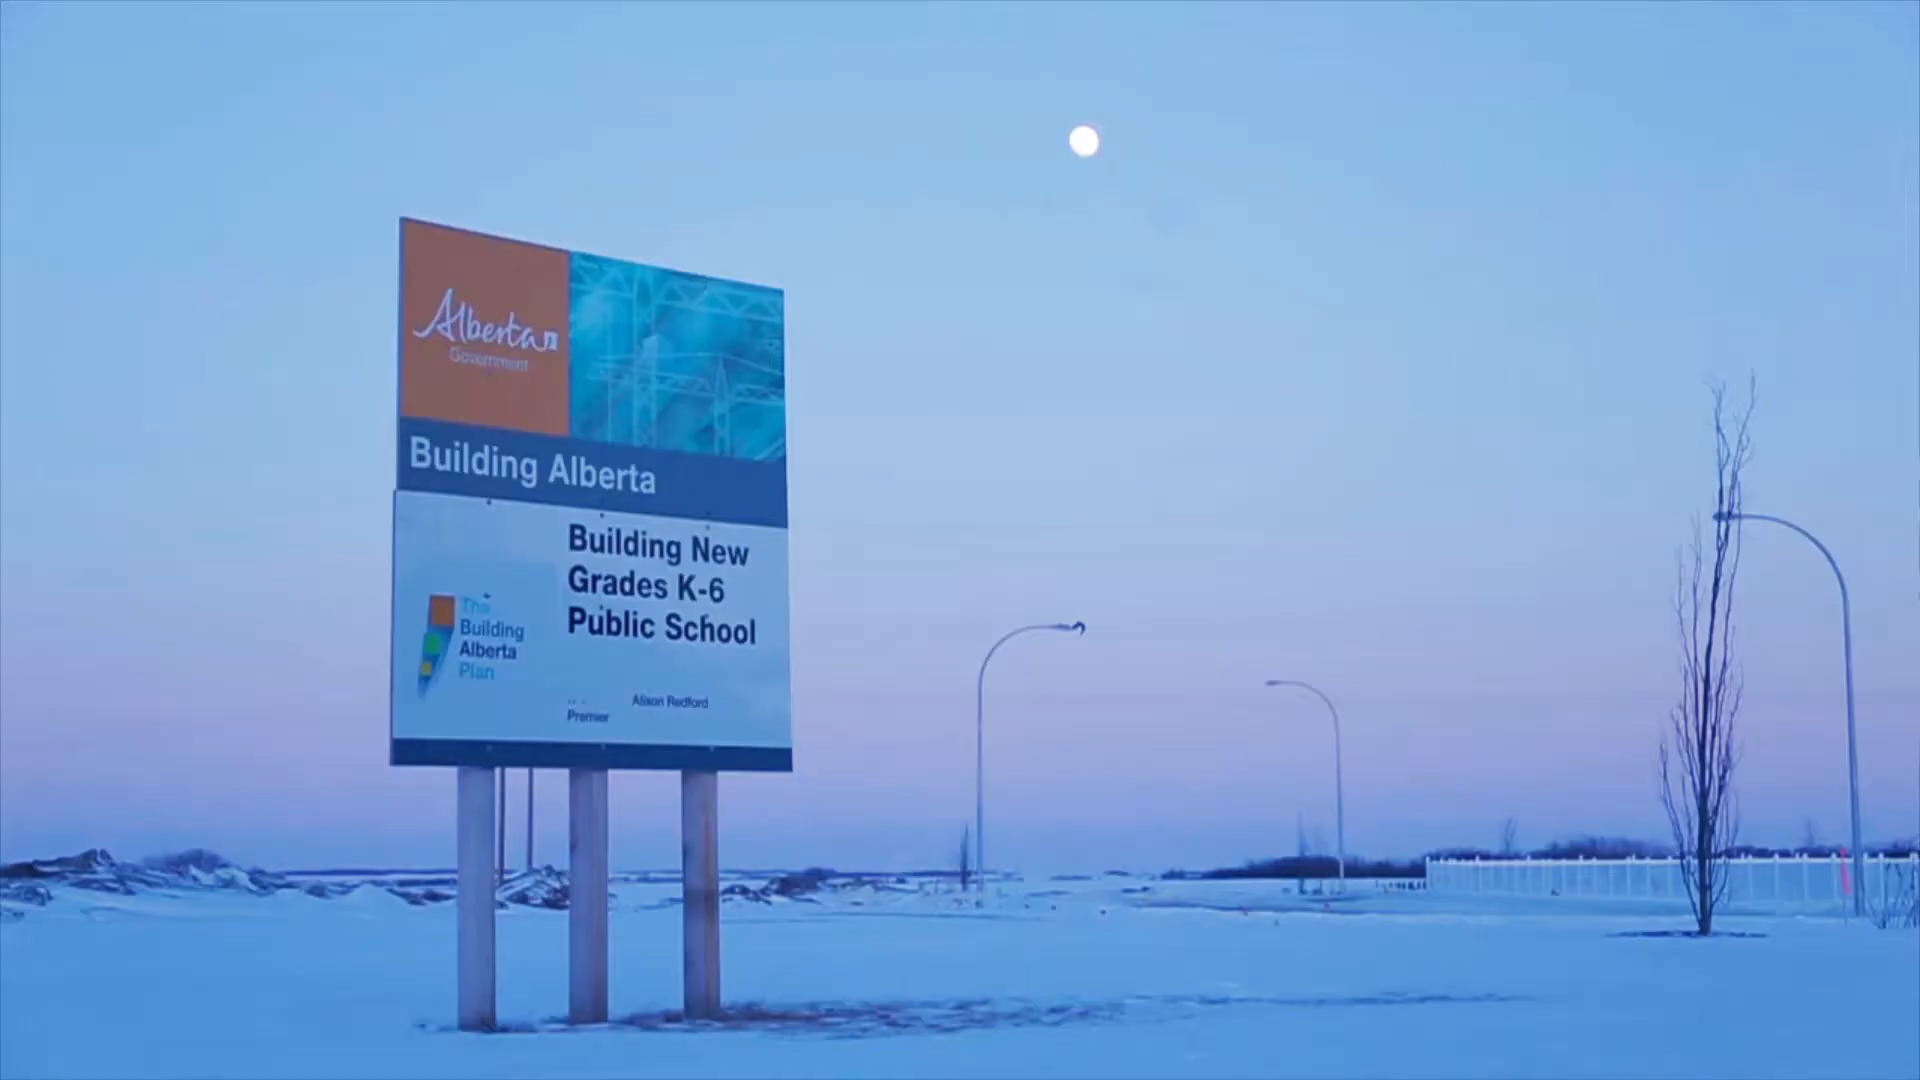 Alberta
Government
Building Alberta
Building New
Grades K-6
Public School
The
Building
Alberta
Plan
Alison Redford
Premier